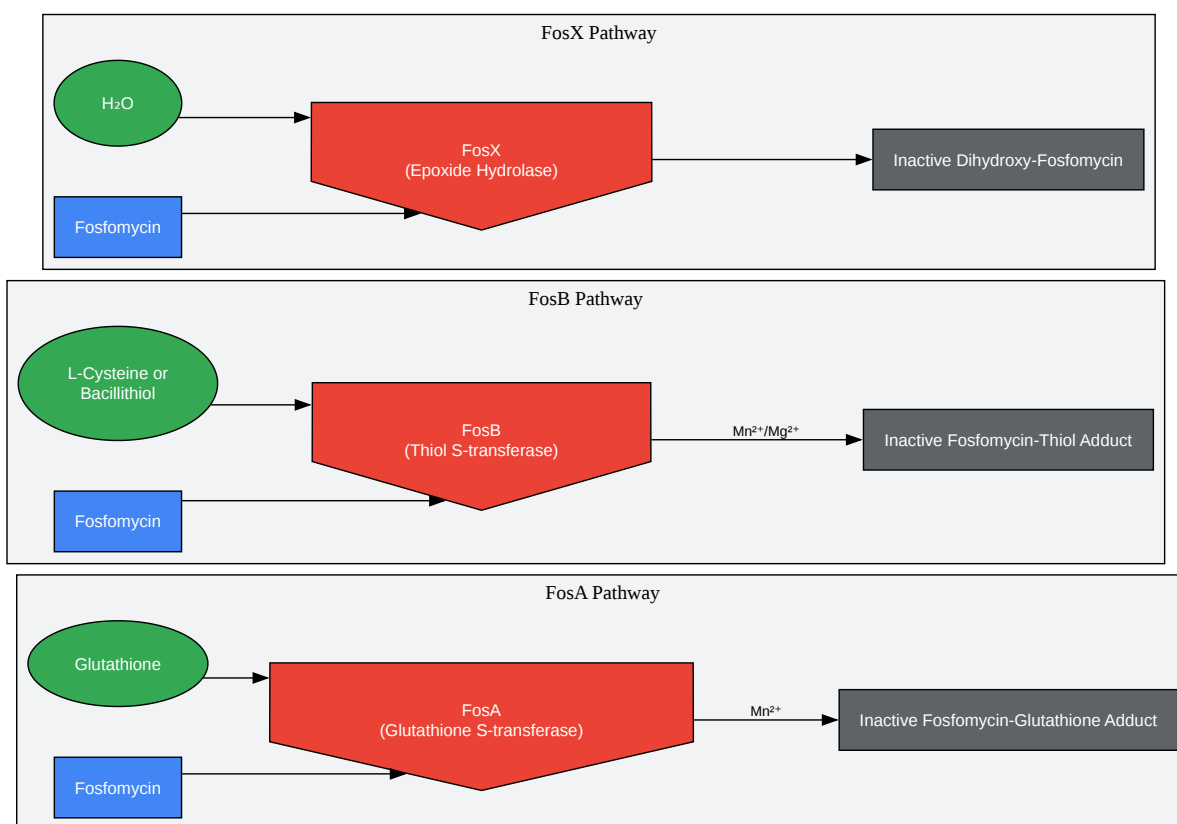 FosX Pathway
H₂O
FosX
(Epoxide Hydrolase)
Inactive Dihydroxy-Fosfomycin
Fosfomycin
FosB Pathway
L-Cysteine or
Bacillithiol
FosB
(Thiol S-transferase)
Mn²⁺/Mg²⁺
Inactive Fosfomycin-Thiol Adduct
Fosfomycin
FosA Pathway
Glutathione
FosA
(Glutathione S-transferase)
Mn²⁺
Inactive Fosfomycin-Glutathione Adduct
Fosfomycin